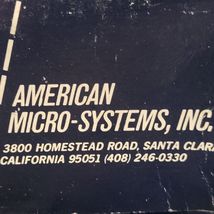 AMERICAN
MICRO-SYSTEMS, INC.
3800 HOMESTEAD ROAD, SANTA CLAR
CALIFORNIA 95051 (408) 246-0330